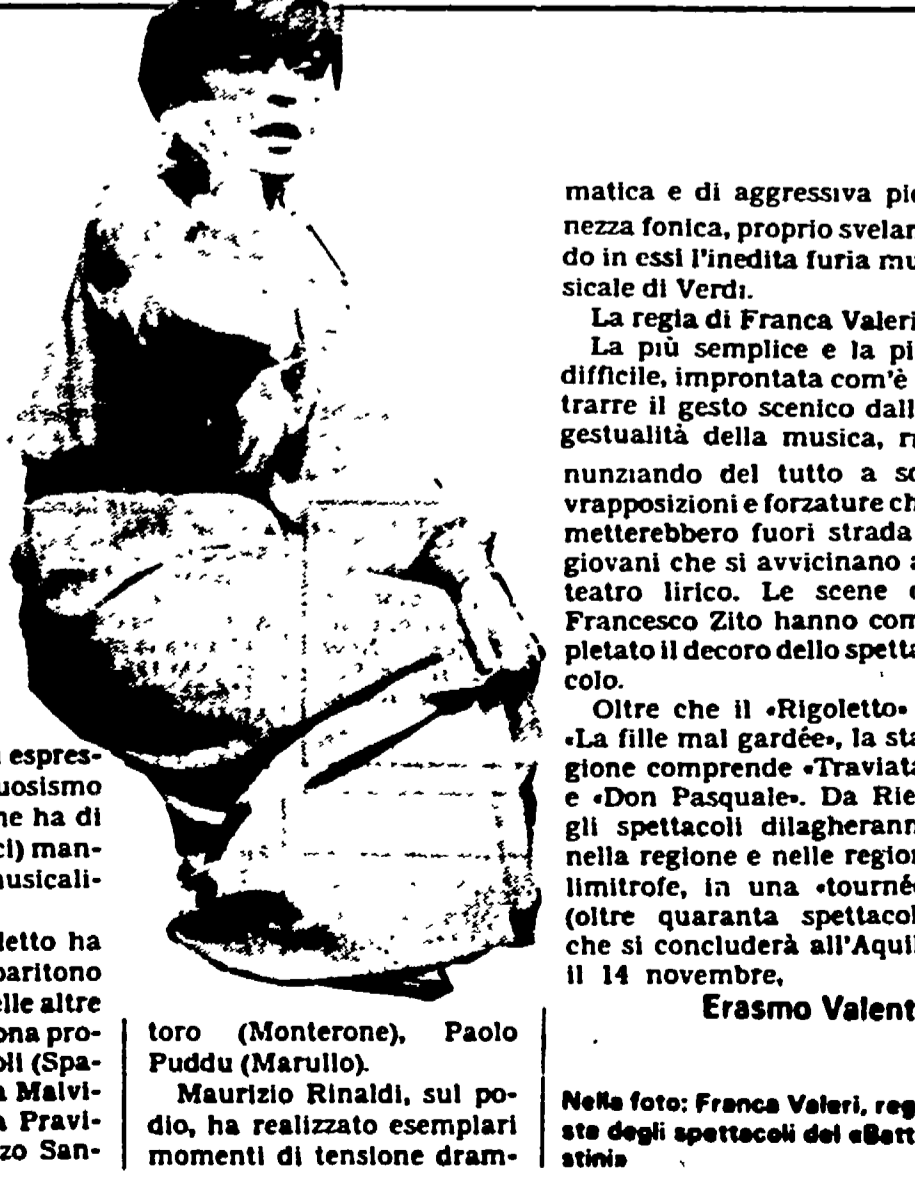 espres-
uosismo
ne ha di
ci) man-
musicali-
letto ha
baritono
elle altre
ona pro-
oli (Spa-
a Malvi-
a Pravi-
zo San-
toro (Monterone), Paolo
Puddu (Marullo).
Maurizio Rinaldi, sul po-
dio, ha realizzato esemplari
momenti di tensione dram-
matica e di aggressiva pie
nezza fonica, proprio svelan
do in essi l'inedita furia mu
sicale di Verdi.
La regia di Franca Valeri
La più semplice e la pi
difficile, improntata com'è
trarre il gesto scenico dall
gestualità della musica, ri
nunziando del tutto a so
vrapposizioni e forzature ch
metterebbero fuori strada
giovani che si avvicinano a
teatro lirico. Le scene d
Francesco Zito hanno com
pletato il decoro dello spetta
colo.
Oltre che il «Rigoletto»
«La fille mal gardée», la sta
gione comprende «Traviata
e «Don Pasquale». Da Rie
gli spettacoli dilagherann
nella regione e nelle region
limitrofe, in una «tournée
(oltre quaranta spettacol
che si concluderà all'Aquil
il 14 novembre,
Erasmo Valent
Nella foto: Franca Valeri, reg
sta degli spettacoli del «Batt
stini»